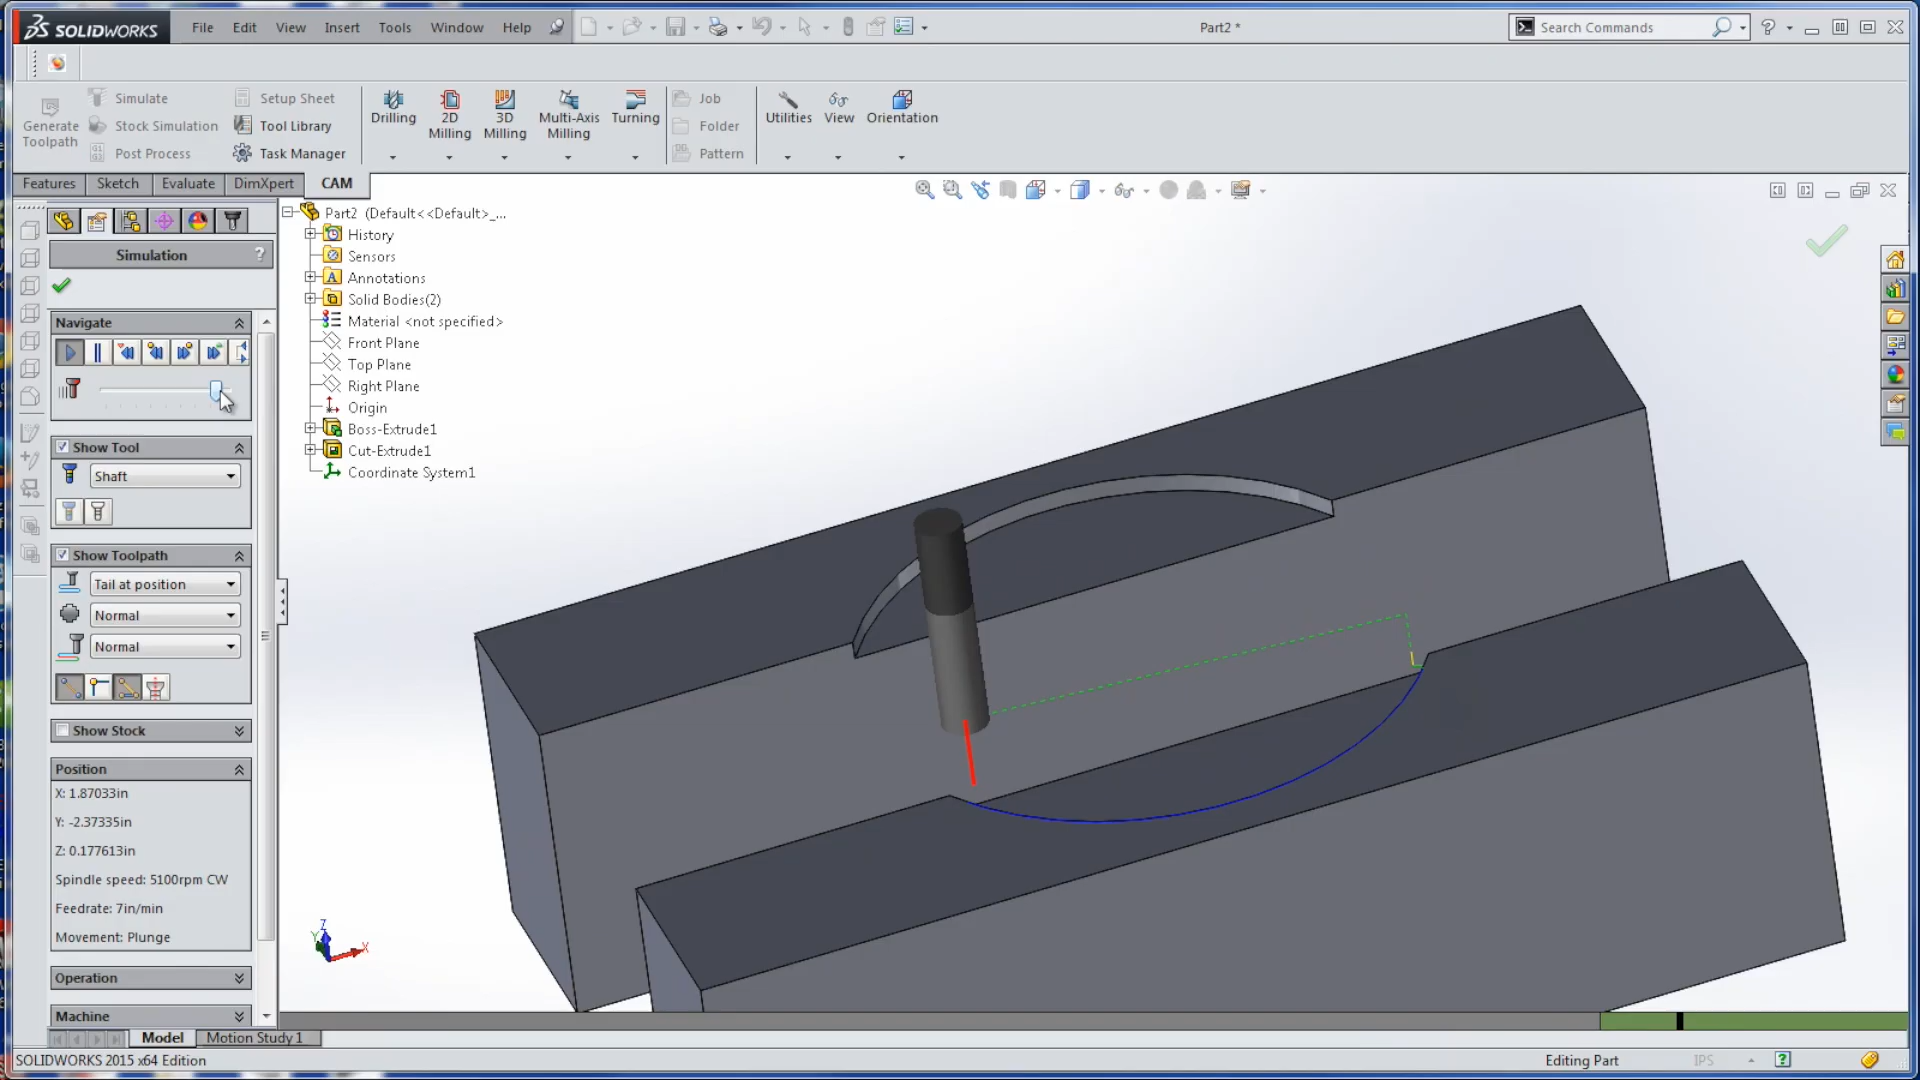 SOLIDWORKS File Edit View Insert Tools Window Help Part2 * Search Commands
Simulate Setup Sheet Job
Generate Toolpath Stock Simulation Tool Library Drilling 2D Milling 3D Milling Multi-Axis Milling Turning Folder Utilities View Orientation
G1 G3 Post Process Task Manager Pattern
Features Sketch Evaluate DimXpert CAM
Simulation ?
Part2 (Default<<Default>_...
History
Sensors
Annotations
Solid Bodies(2)
Material <not specified>
Front Plane
Top Plane
Right Plane
Origin
Boss-Extrude1
Cut-Extrude1
Coordinate System1
Navigate
Show Tool
Shaft
Show Toolpath
Tail at position
Normal
Normal
Show Stock
Position
X: 1.87033in
Y: -2.37335in
Z: 0.177613in
Spindle speed: 5100rpm CW
Feedrate: 7in/min
Movement: Plunge
Operation
Machine
Z
Y
X
Model Motion Study 1
SOLIDWORKS 2015 x64 Edition Editing Part IPS